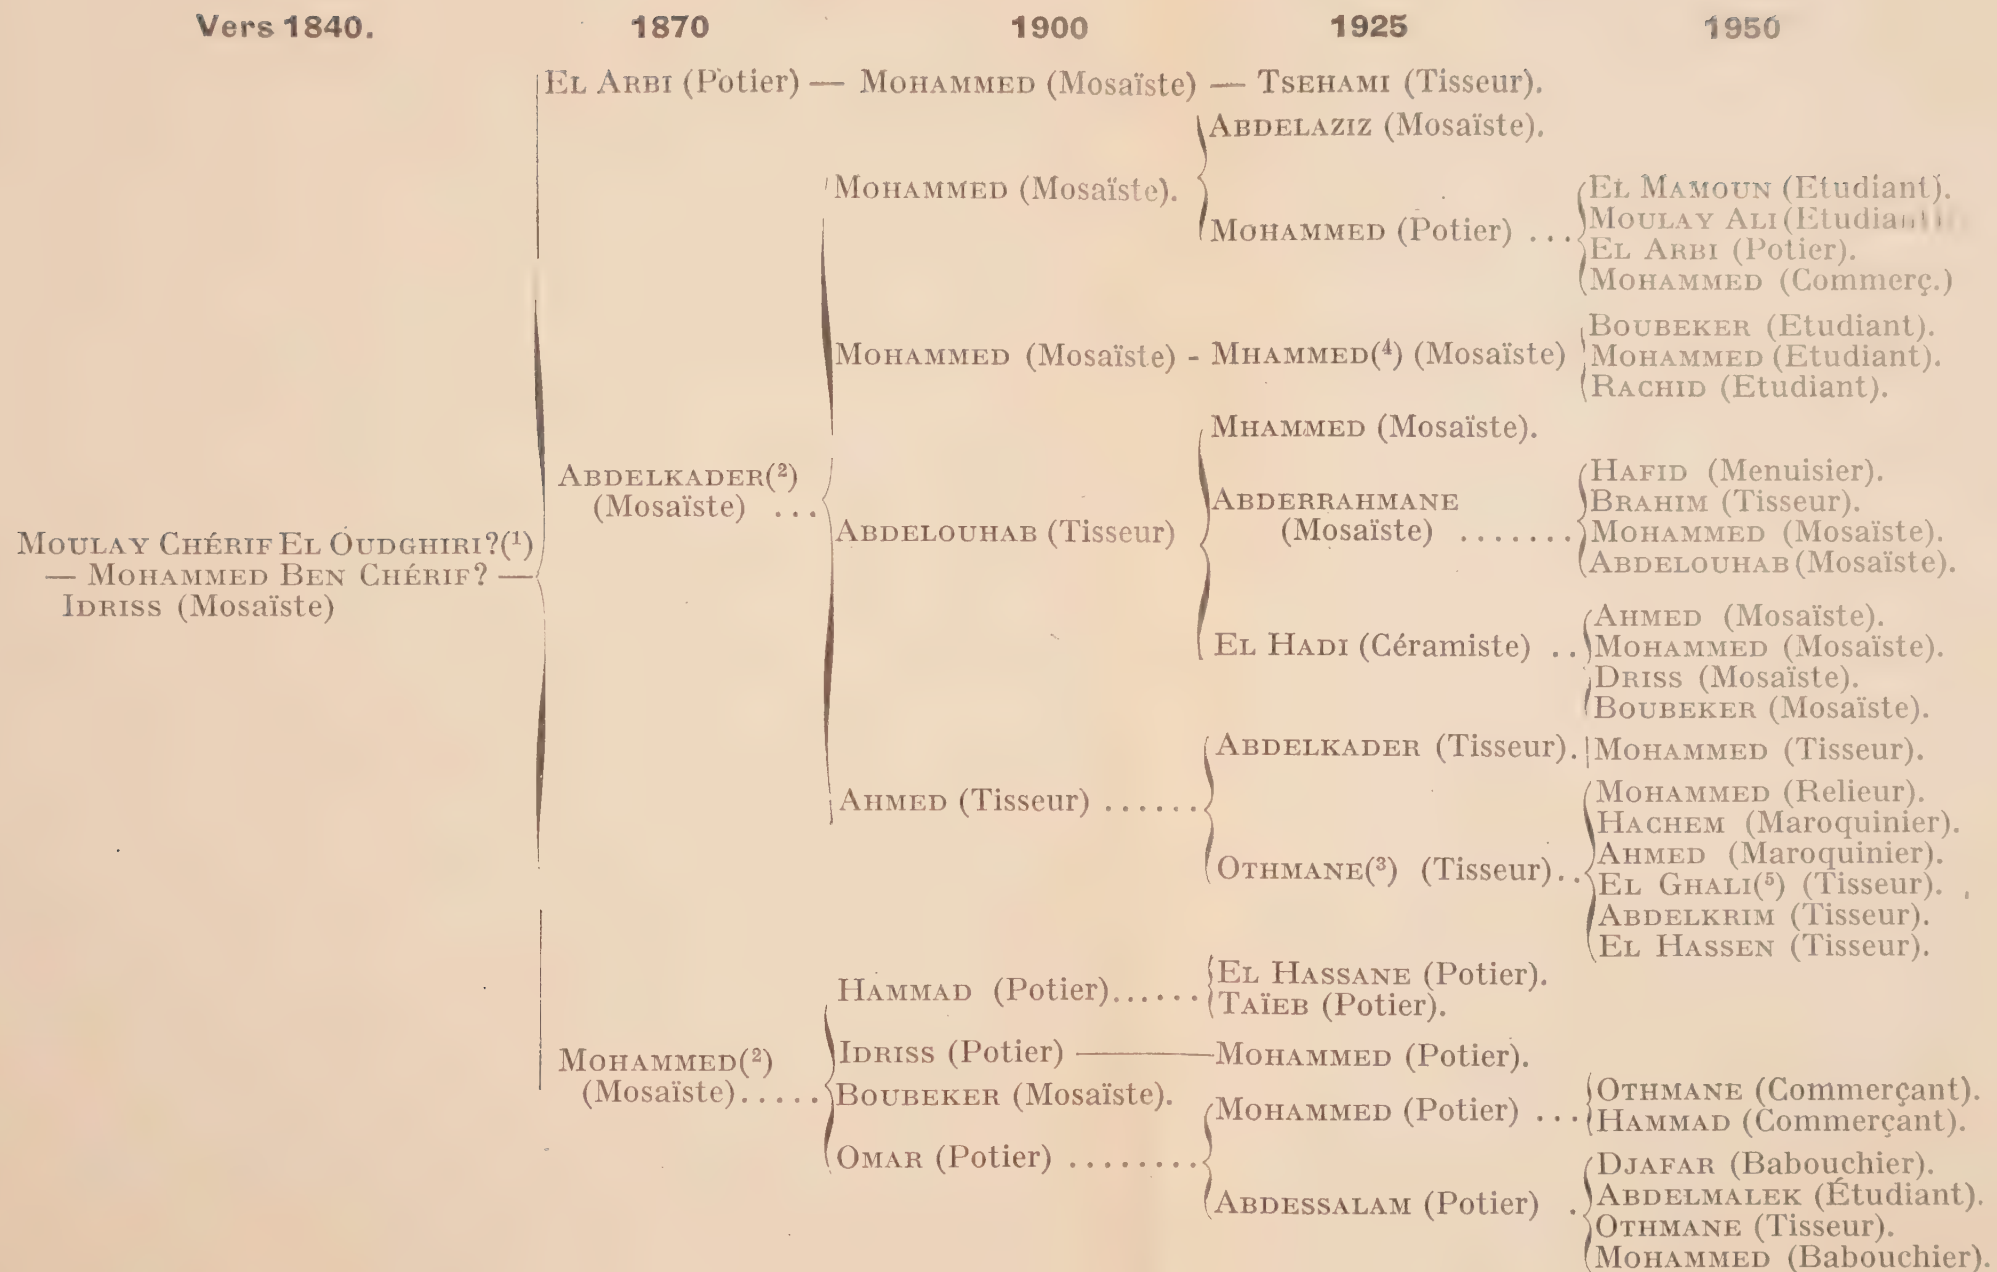 Vers 1840. 1870 1900 1925 1950
EL ARBI (Potier) — MOHAMMED (Mosaïste) — TSEHAMI (Tisseur).
ABDELAZIZ (Mosaïste).
MOHAMMED (Mosaïste).
EL MAMOUN (Etudiant).
MOULAY ALI (Etudiant
MOHAMMED (Potier) ...
EL ARBI (Potier).
MOHAMMED (Commerç.)
BOUBEKER (Etudiant).
MOHAMMED (Mosaïste) - MHAMMED(4) (Mosaïste) MOHAMMED (Etudiant).
RACHID (Etudiant).
MHAMMED (Mosaïste).
ABDELKADER(2)
(Mosaïste) ...
HAFID (Menuisier).
ABDERRAHMANE
BRAHIM (Tisseur).
ABDELOUHAB (Tisseur) (Mosaïste) ....... MOHAMMED (Mosaïste).
ABDELOUHAB (Mosaïste).
MOULAY CHÉRIF EL OUDGHIRI?(1)
— MOHAMMED BEN CHÉRIF? —
IDRISS (Mosaïste)
AHMED (Mosaïste).
EL HADI (Céramiste) .. MOHAMMED (Mosaïste).
DRISS (Mosaïste).
BOUBEKER (Mosaïste).
ABDELKADER (Tisseur). MOHAMMED (Tisseur).
AHMED (Tisseur) ......
MOHAMMED (Relieur).
HACHEM (Maroquinier).
AHMED (Maroquinier).
OTHMANE(3) (Tisseur)..
EL GHALI(5) (Tisseur).
ABDELKRIM (Tisseur).
EL HASSEN (Tisseur).
HAMMAD (Potier)...... EL HASSANE (Potier).
TAÏEB (Potier).
MOHAMMED(2)
(Mosaïste).....
IDRISS (Potier) ——— MOHAMMED (Potier).
BOUBEKER (Mosaïste).
MOHAMMED (Potier) ... OTHMANE (Commerçant).
HAMMAD (Commerçant).
OMAR (Potier) ........
DJAFAR (Babouchier).
ABDESSALAM (Potier) . ABDELMALEK (Étudiant).
OTHMANE (Tisseur).
MOHAMMED (Babouchier).